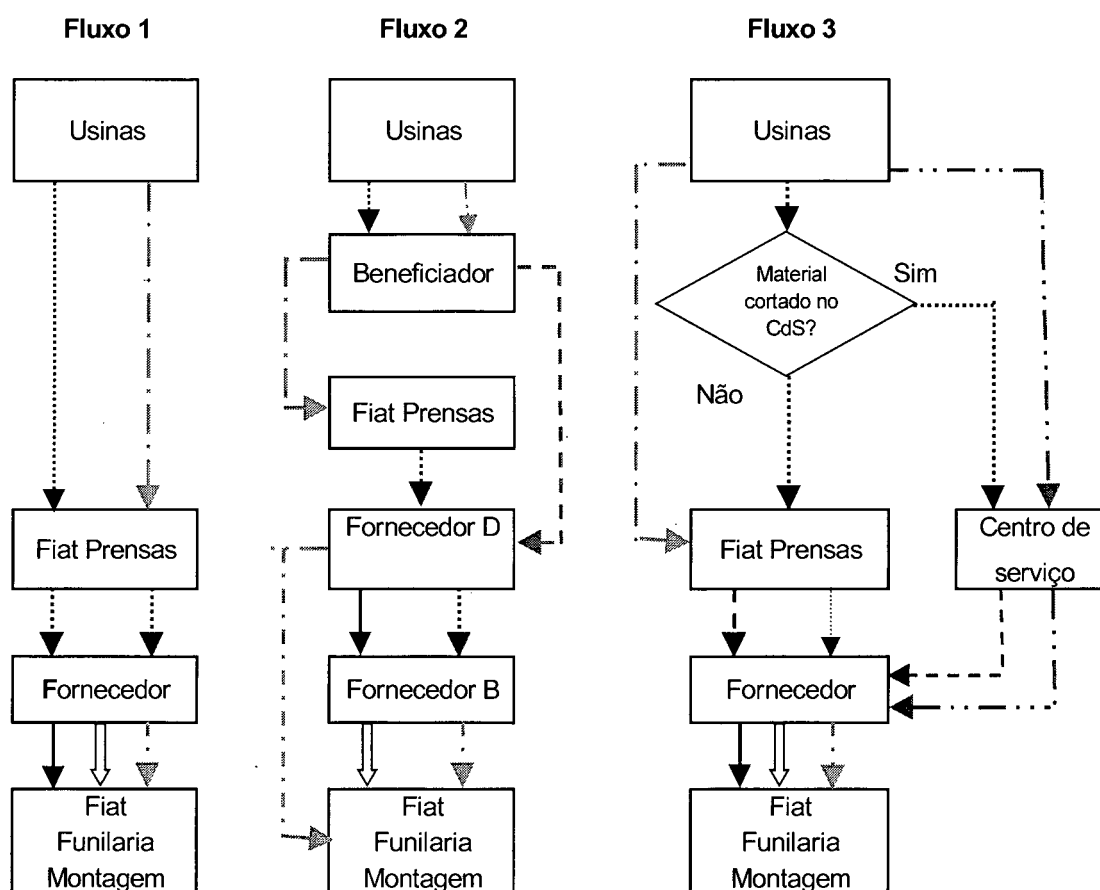 Fluxo 1
Usinas
Fiat Prensas
Fornecedor
Fiat
Funilaria
Montagem
Fluxo 2
Usinas
Beneficiador
Fiat Prensas
Fornecedor D
Fornecedor B
Fiat
Funilaria
Montagem
Fluxo 3
Usinas
Material
cortado no
CdS?
Sim
Não
Fiat Prensas
Centro de
serviço
Fornecedor
Fiat
Funilaria
Montagem